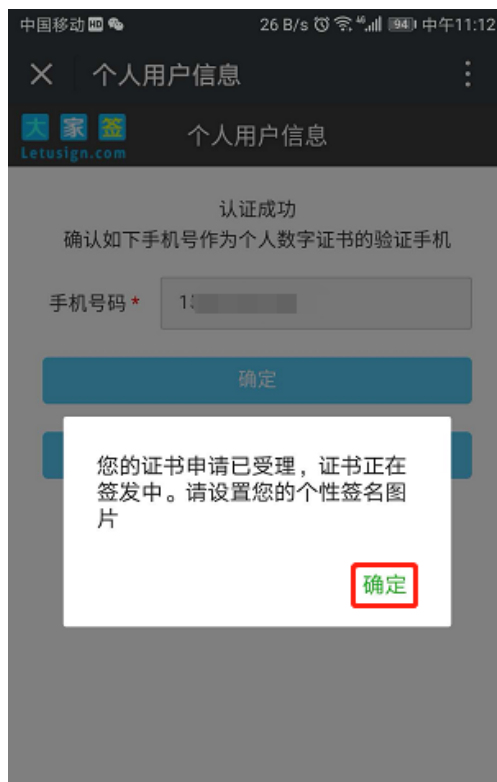 中国移动 HD 26 B/s 46 94 中午11:12
个人用户信息
大家签
Letusign.com
个人用户信息
认证成功
确认如下手机号作为个人数字证书的验证手机
手机号码 * 1
确定
您的证书申请已受理，证书正在
签发中。请设置您的个性签名图
片
确定